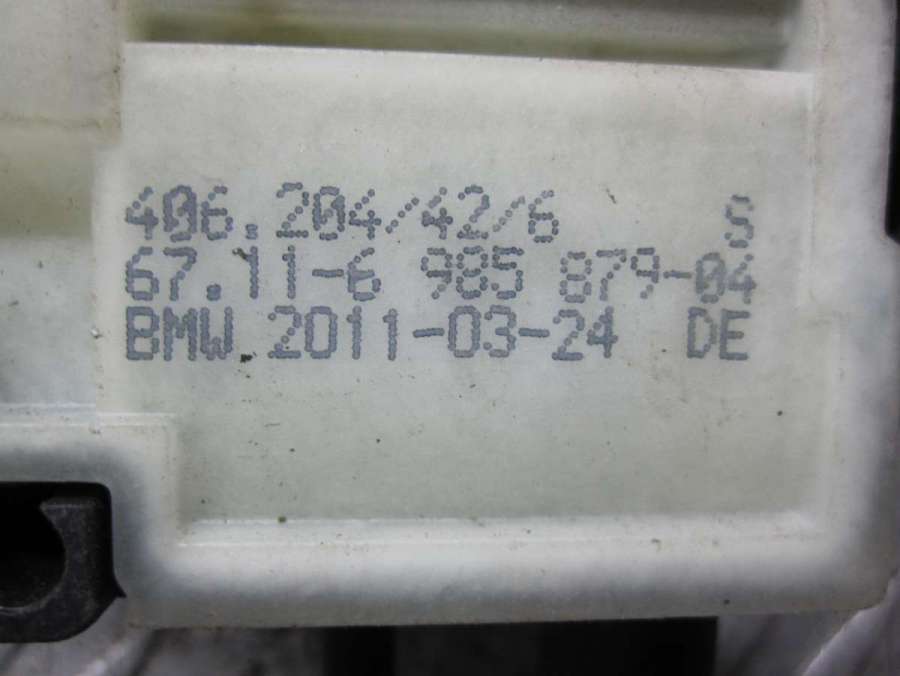 406.204/42/6 S
67.11-6 985 879-04
BMW 2011-03-24 DE